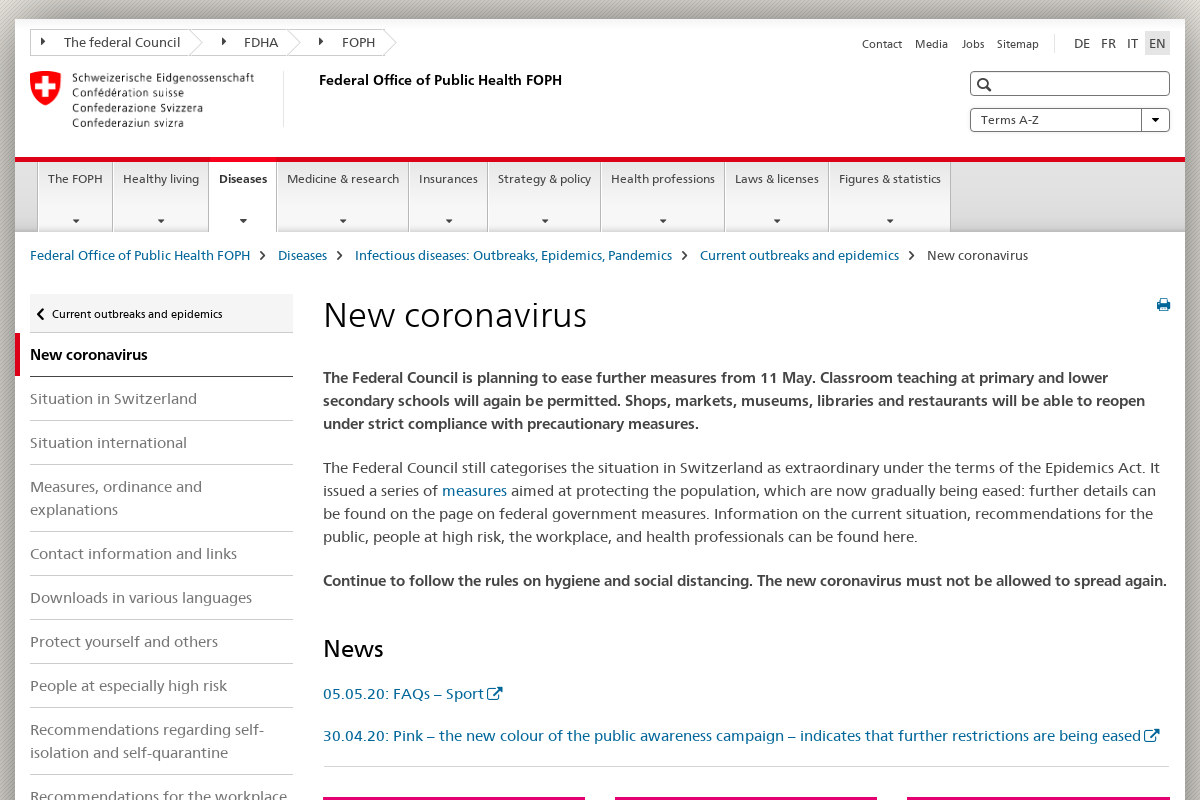 The federal Council
FDHA
FOPH
Contact
Media
Jobs
Sitemap
DE
FR
IT
EN
Schweizerische Eidgenossenschaft
Confédération suisse
Confederazione Svizzera
Confederaziun svizra
Federal Office of Public Health FOPH
Terms A-Z
The FOPH
Healthy living
Diseases
Medicine & research
Insurances
Strategy & policy
Health professions
Laws & licenses
Figures & statistics
Federal Office of Public Health FOPH
Diseases
Infectious diseases: Outbreaks, Epidemics, Pandemics
Current outbreaks and epidemics
New coronavirus
Current outbreaks and epidemics
New coronavirus
Situation in Switzerland
Situation international
Measures, ordinance and
explanations
Contact information and links
Downloads in various languages
Protect yourself and others
People at especially high risk
Recommendations regarding self-
isolation and self-quarantine
Recommendations for the workplace
New coronavirus
The Federal Council is planning to ease further measures from 11 May. Classroom teaching at primary and lower
secondary schools will again be permitted. Shops, markets, museums, libraries and restaurants will be able to reopen
under strict compliance with precautionary measures.
The Federal Council still categorises the situation in Switzerland as extraordinary under the terms of the Epidemics Act. It
issued a series of measures aimed at protecting the population, which are now gradually being eased: further details can
be found on the page on federal government measures. Information on the current situation, recommendations for the
public, people at high risk, the workplace, and health professionals can be found here.
Continue to follow the rules on hygiene and social distancing. The new coronavirus must not be allowed to spread again.
News
05.05.20: FAQs – Sport
30.04.20: Pink – the new colour of the public awareness campaign – indicates that further restrictions are being eased